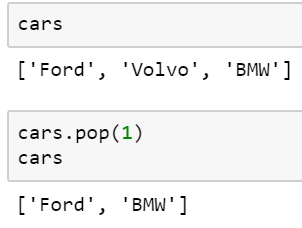 cars
['Ford', 'Volvo', 'BMW']
cars.pop(1)
cars
['Ford', 'BMW']